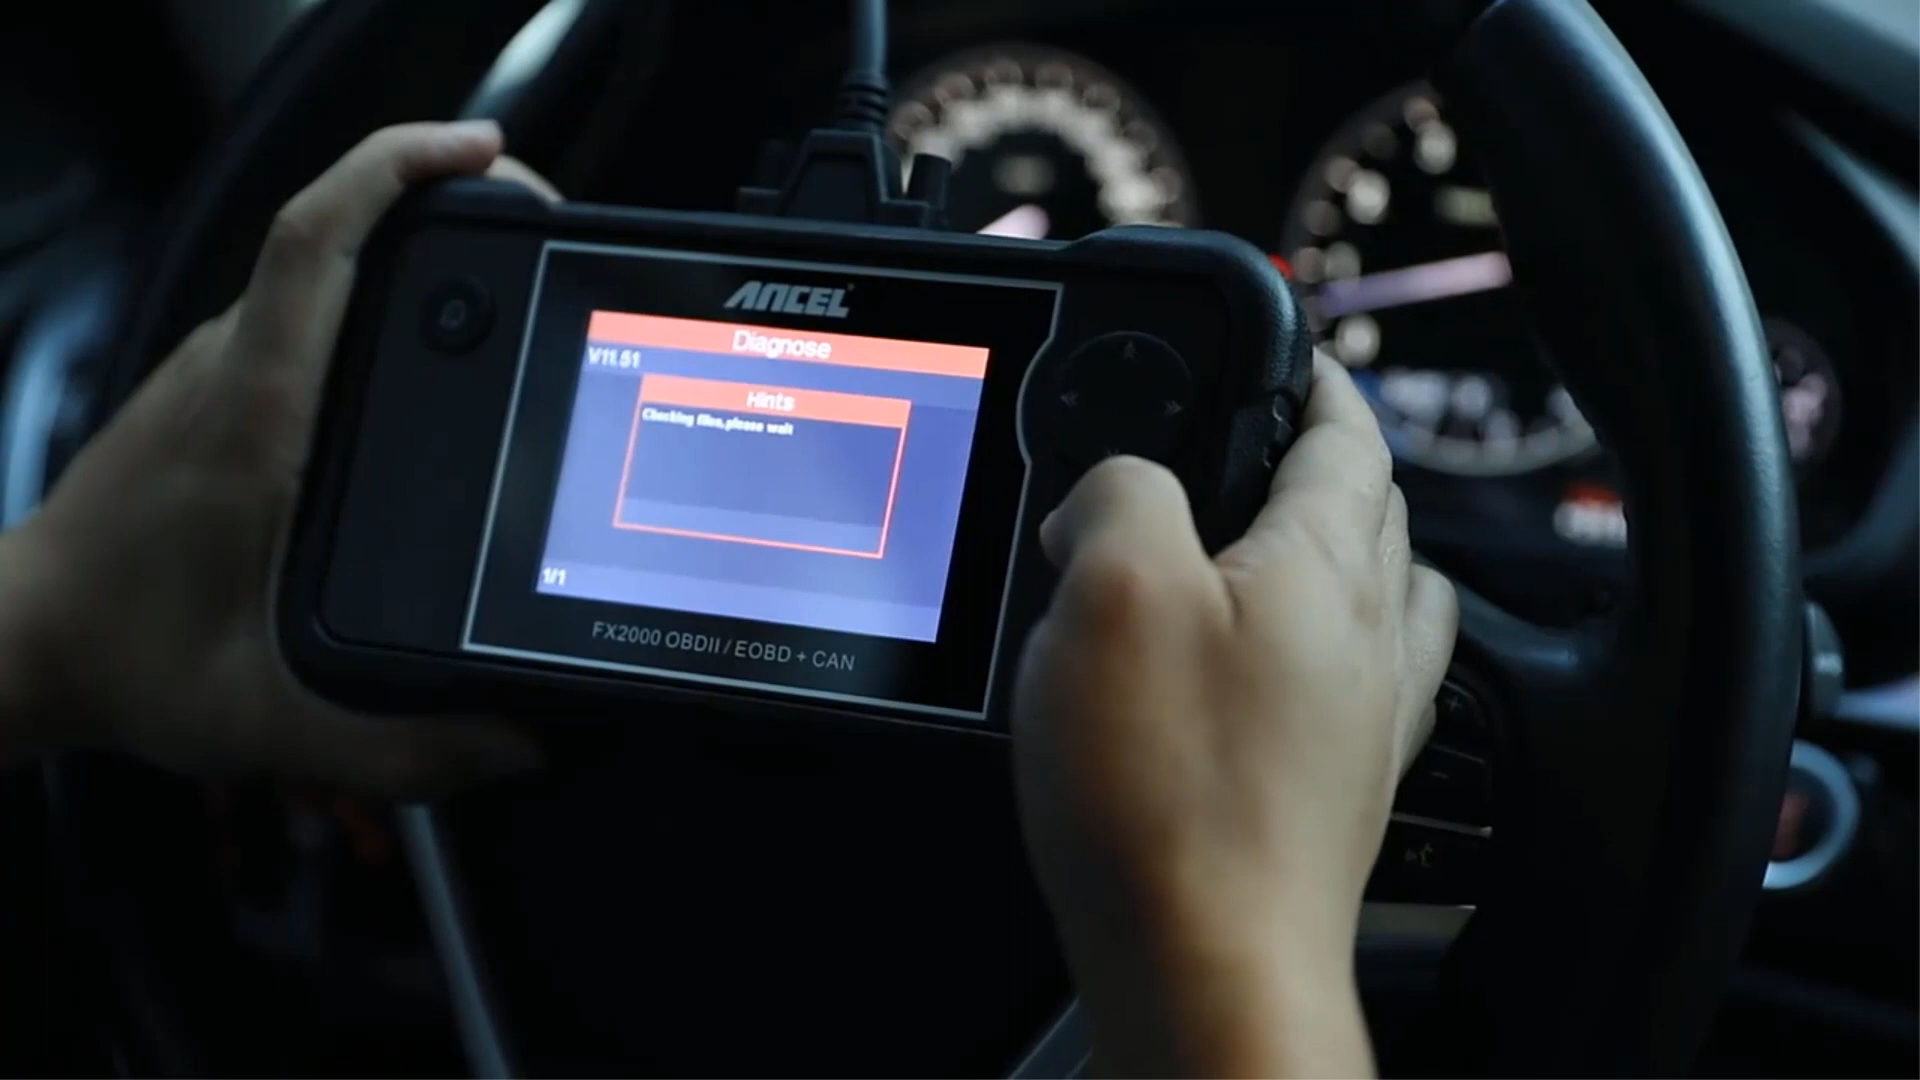 ANCEL
Diagnose
V11.51
Hints
Checking files,please wait
1/1
FX2000 OBDII / EOBD + CAN